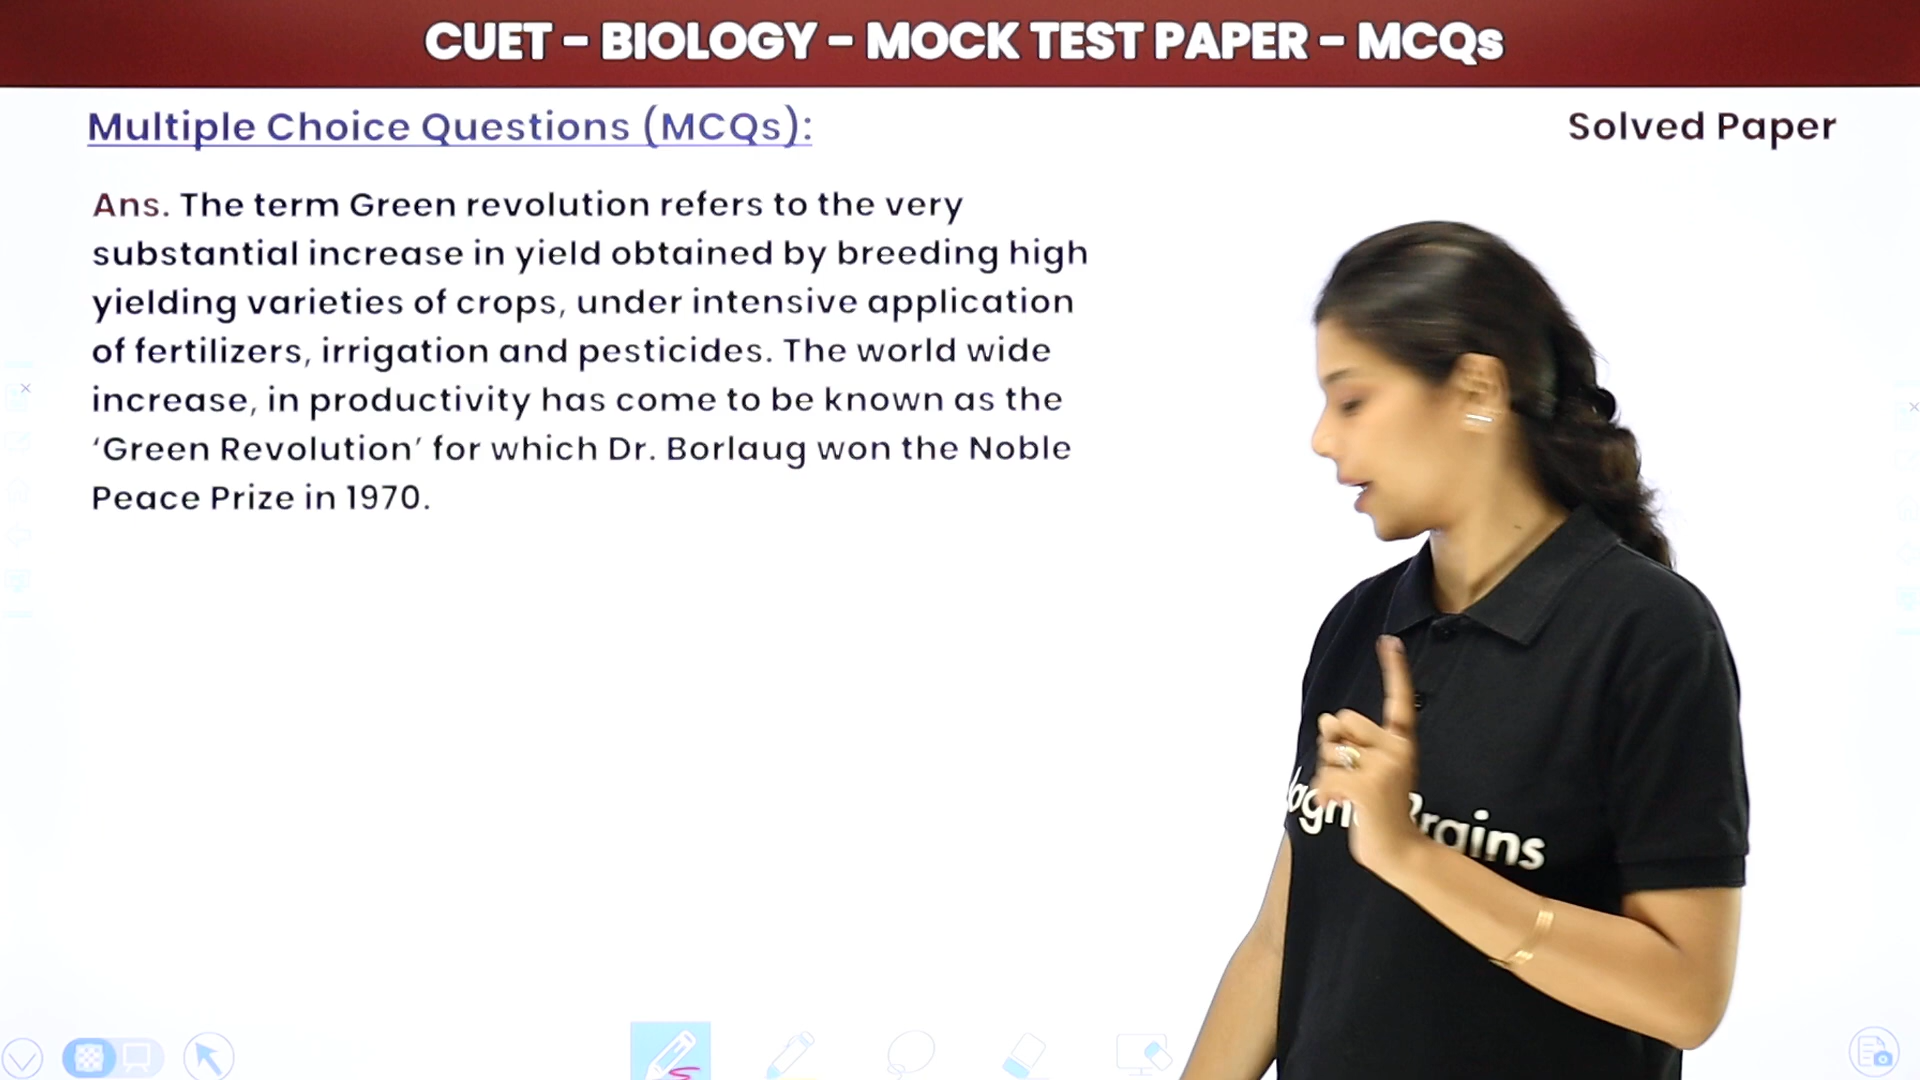 CUET - BIOLOGY - MOCK TEST PAPER - MCQs
Multiple Choice Questions (MCQs):
Solved Paper
Ans. The term Green revolution refers to the very
substantial increase in yield obtained by breeding high
yielding varieties of crops, under intensive application
of fertilizers, irrigation and pesticides. The world wide
increase, in productivity has come to be known as the
‘Green Revolution’ for which Dr. Borlaug won the Noble
Peace Prize in 1970.
Brains